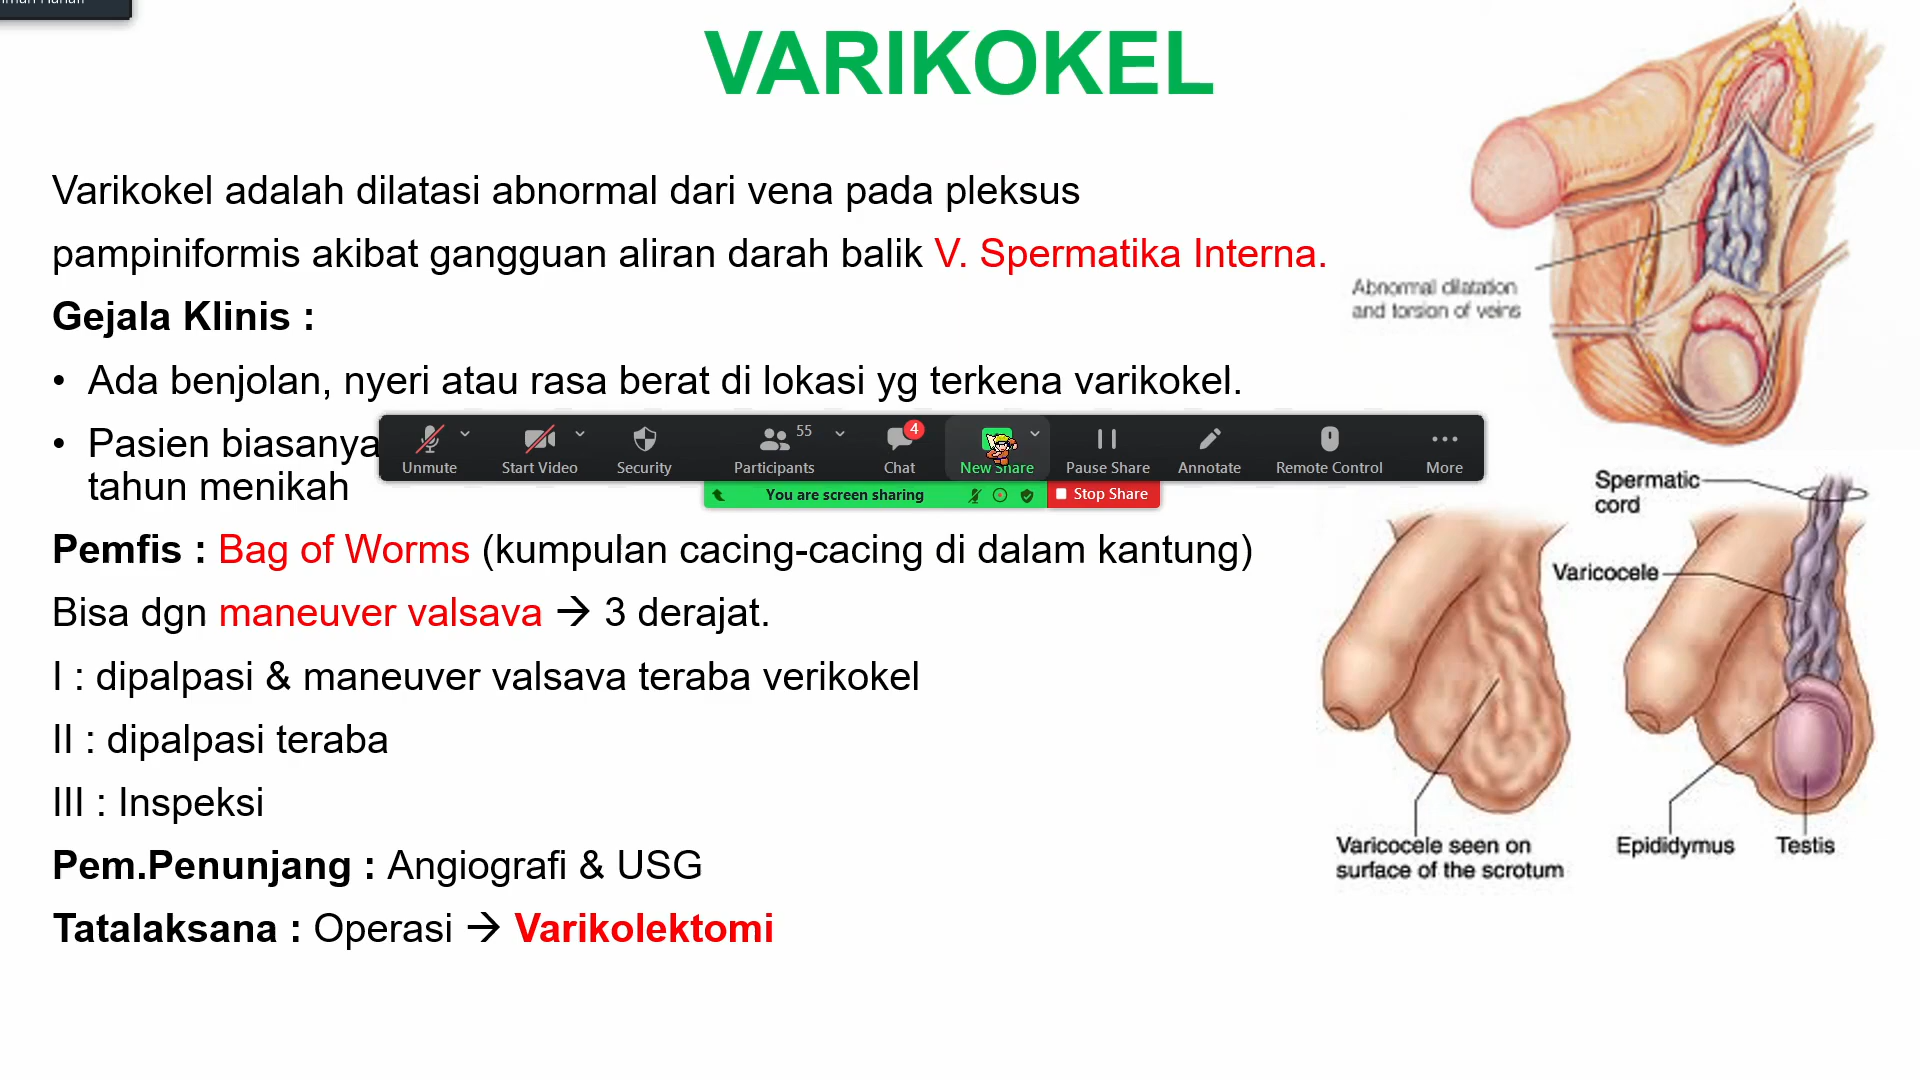 VARIKOKEL
Varikokel adalah dilatasi abnormal dari vena pada pleksus
pampiniformis akibat gangguan aliran darah balik V. Spermatika Interna.
Gejala Klinis :
• Ada benjolan, nyeri atau rasa berat di lokasi yg terkena varikokel.
• Pasien biasanya
tahun menikah
Unmute
Start Video
Security
Participants 55
Chat 4
New Share
Pause Share
Annotate
Remote Control
More
You are screen sharing
Stop Share
Pemfis : Bag of Worms (kumpulan cacing-cacing di dalam kantung)
Bisa dgn maneuver valsava → 3 derajat.
I : dipalpasi & maneuver valsava teraba verikokel
II : dipalpasi teraba
III : Inspeksi
Pem.Penunjang : Angiografi & USG
Tatalaksana : Operasi → Varikolektomi
Abnormal dilatation
and torsion of veins
Spermatic
cord
Varicocele
Varicocele seen on
surface of the scrotum
Epididymus
Testis